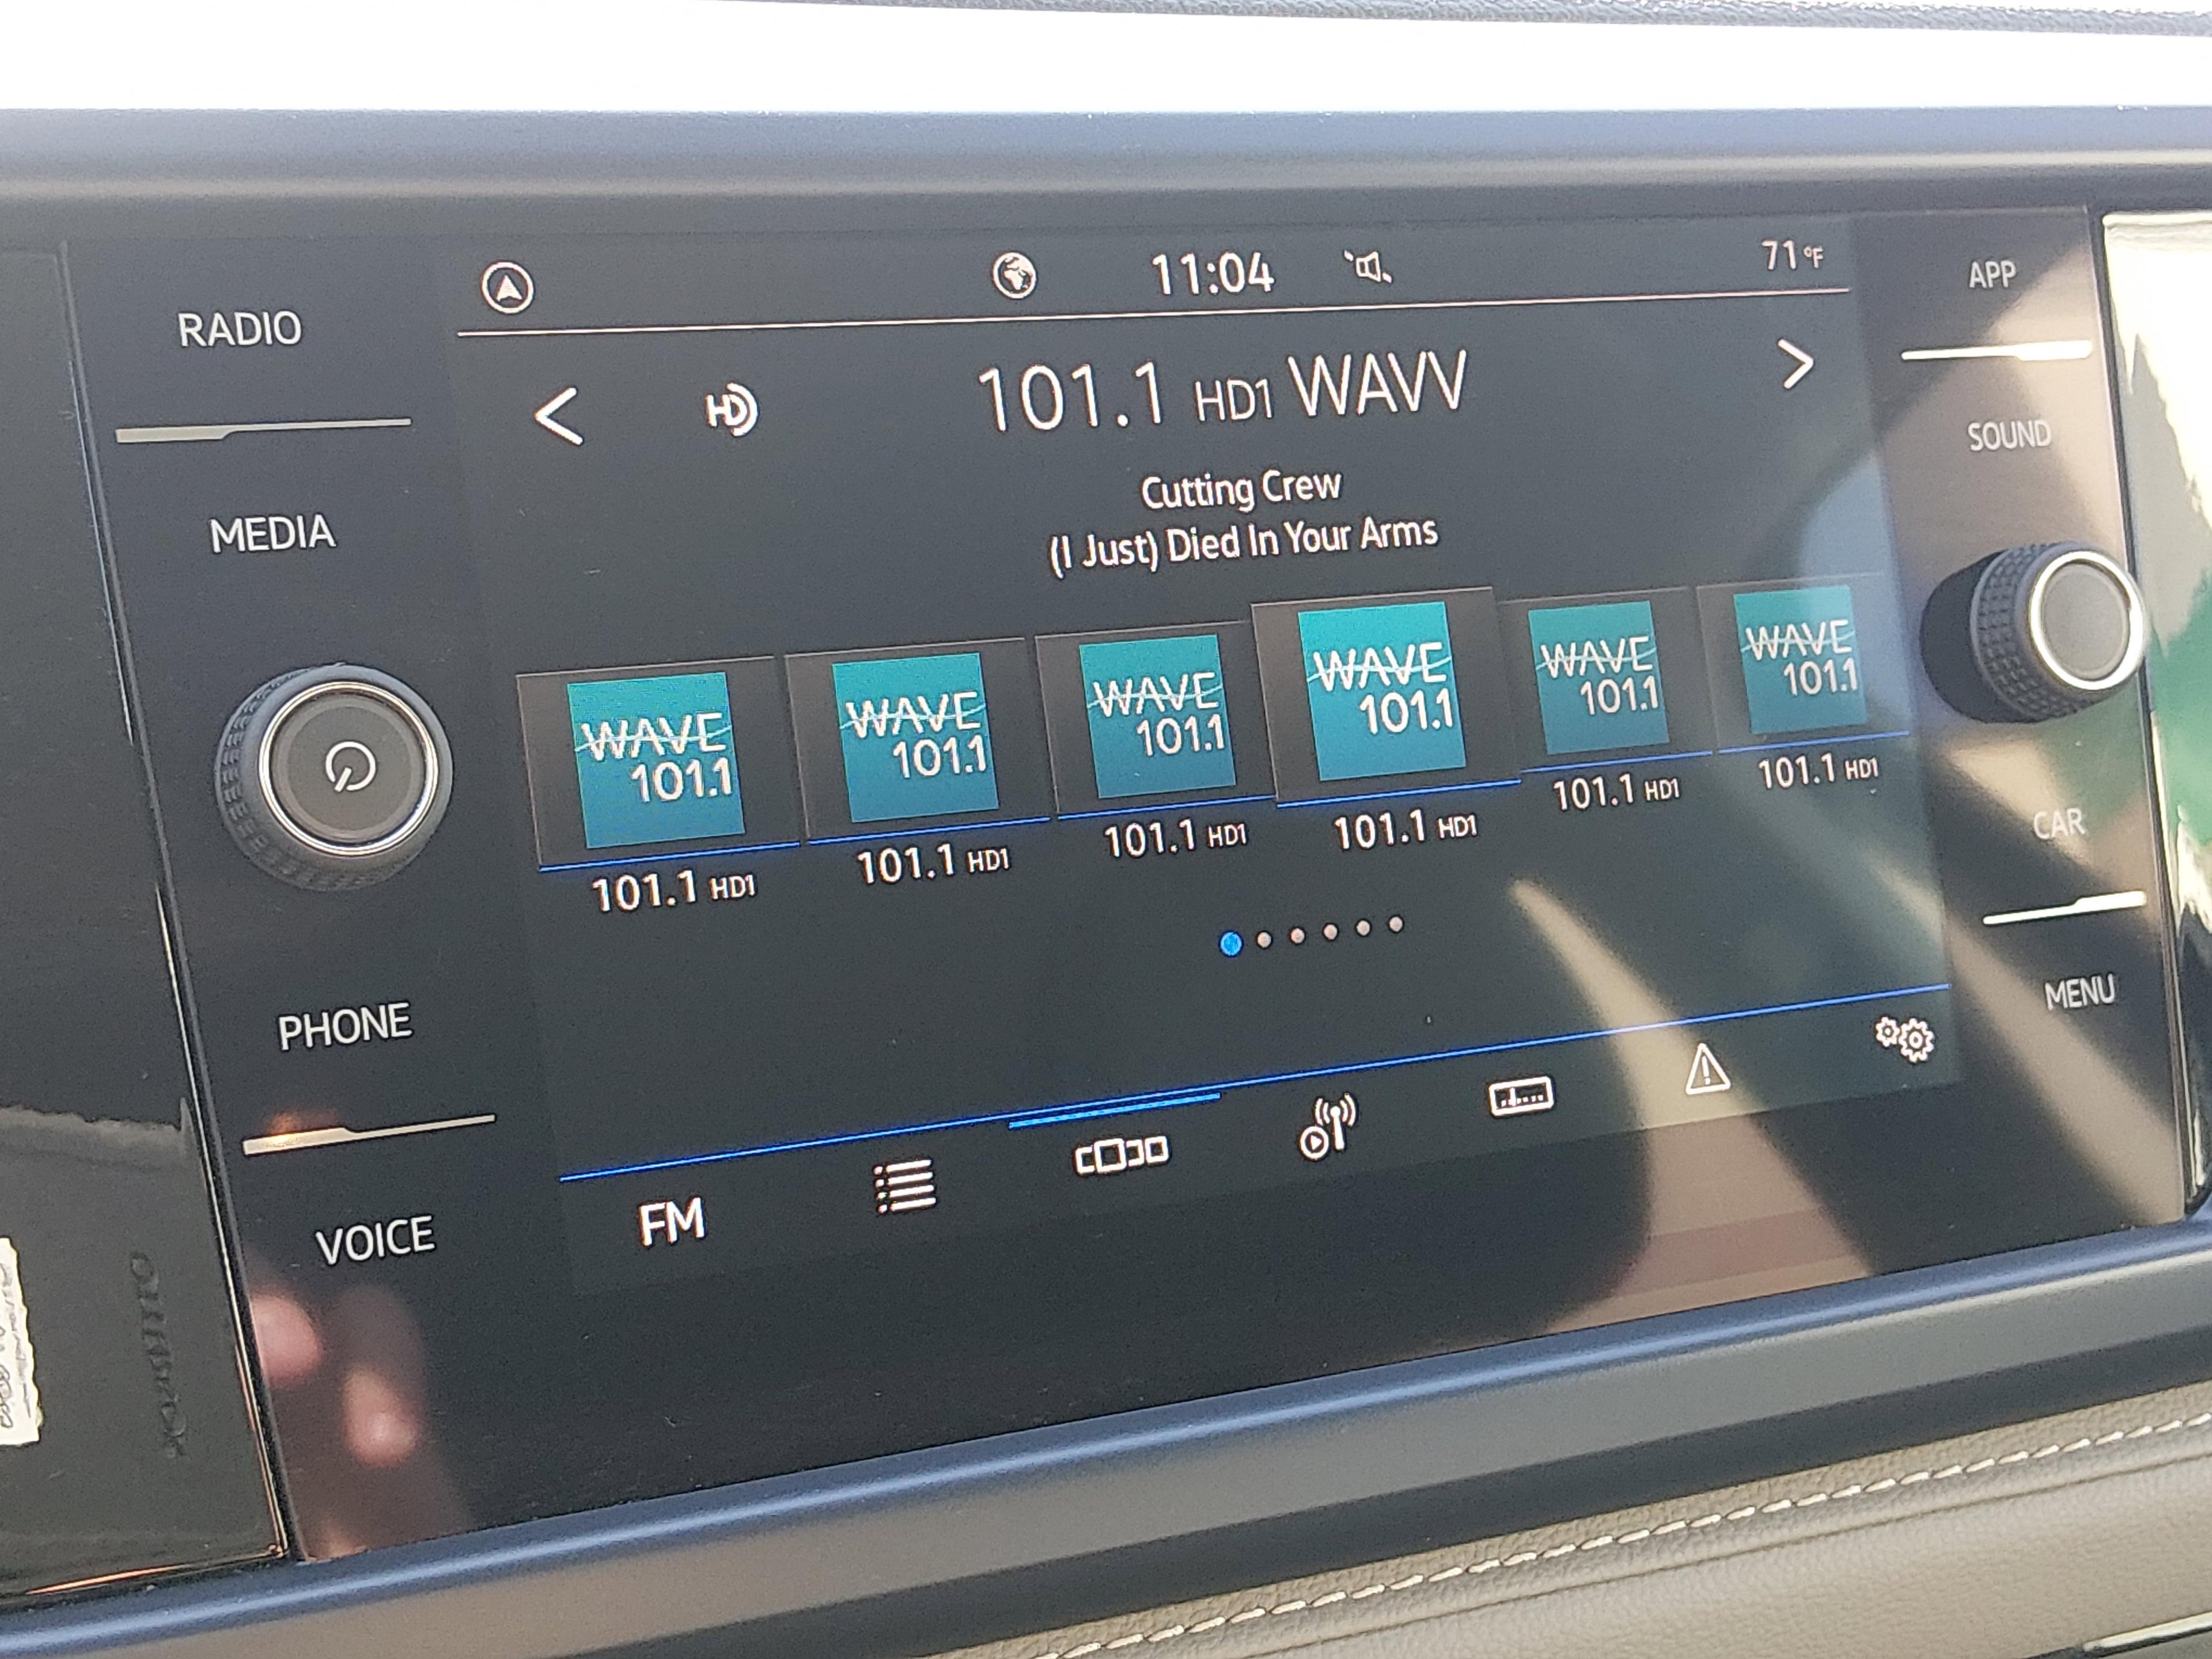 RADIO
MEDIA
PHONE
VOICE
11:04
71°F
HD
101.1 HD1 WAVV
Cutting Crew
(I Just) Died In Your Arms
WAVE
101.1
WAVE
101.1
WAVE
101.1
WAVE
101.1
WAVE
101.1
WAVE
101.1
101.1 HD1
101.1 HD1
101.1 HD1
101.1 HD1
101.1 HD1
101.1 HD1
FM
APP
SOUND
CAR
MENU